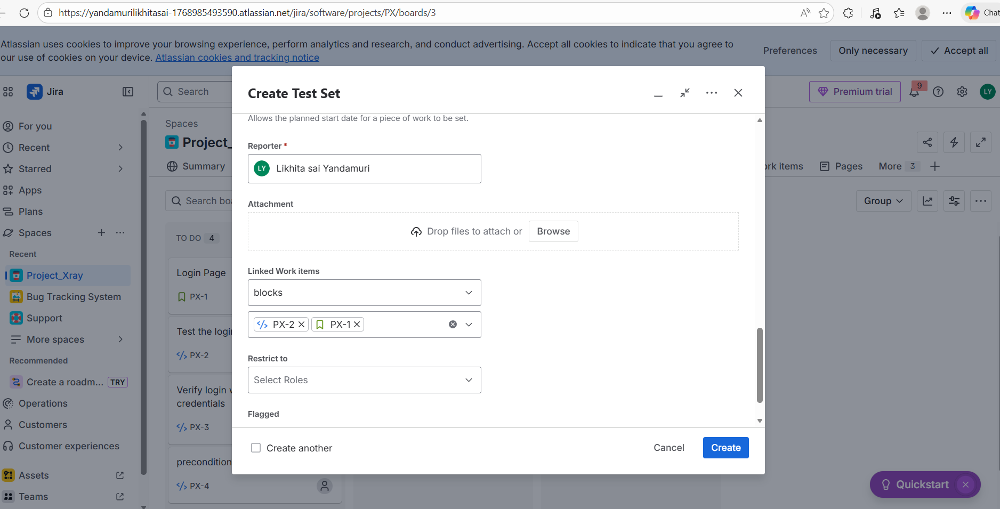 https://yandamurilikhitasai-1768985493590.atlassian.net/jira/software/projects/PX/boards/3
Chat
Atlassian uses cookies to improve your browsing experience, perform analytics and research, and conduct advertising. Accept all cookies to indicate that you agree to
our use of cookies on your device. Atlassian cookies and tracking notice
Preferences
Only necessary
Accept all
Jira
Search
Premium trial
9
LY
For you
Recent
Starred
Apps
Plans
Spaces
Recent
Project_Xray
Bug Tracking System
Support
More spaces
Recommended
Create a roadm... TRY
Operations
Customers
Customer experiences
Assets
Teams
Spaces
Project_
Summary
ork items
Pages
More 3
Search boa
Group
TO DO 4
Login Page
PX-1
Test the login
PX-2
Verify login w
credentials
PX-3
precondition
PX-4
Create Test Set
Allows the planned start date for a piece of work to be set.
Reporter *
LY Likhita sai Yandamuri
Attachment
Drop files to attach or Browse
Linked Work items
blocks
PX-2 PX-1
Restrict to
Select Roles
Flagged
Create another
Cancel
Create
Quickstart